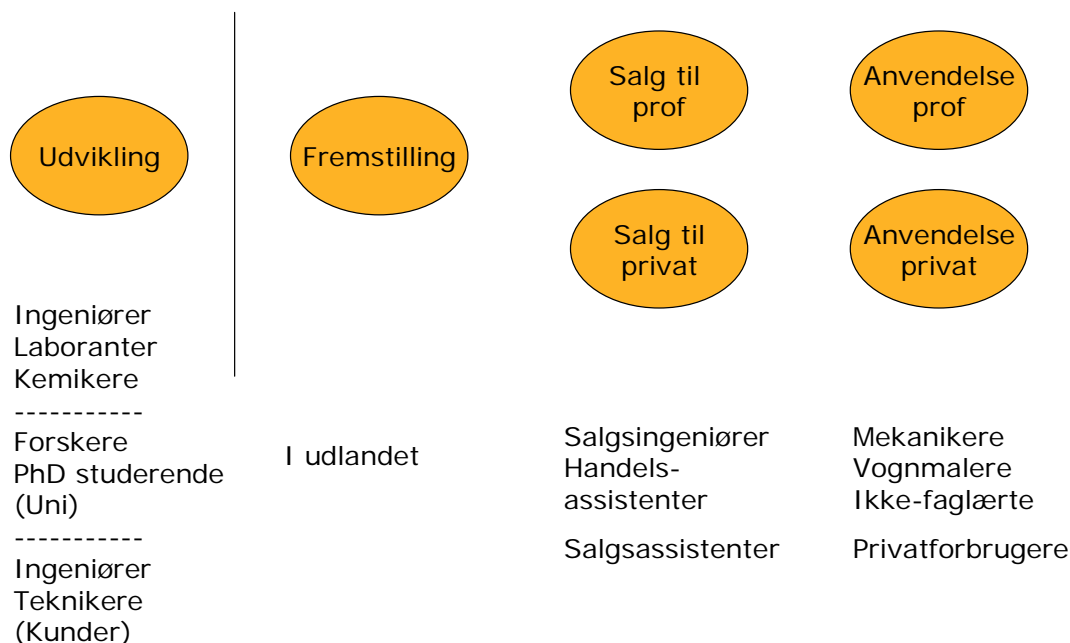 Udvikling
Fremstilling
Salg til
prof
Anvendelse
prof
Salg til
privat
Anvendelse
privat
Ingeniører
Laboranter
Kemikere
-----------
Forskere
PhD studerende
(Uni)
-----------
Ingeniører
Teknikere
(Kunder)
I udlandet
Salgsingeniører
Handels-
assistenter
Salgsassistenter
Mekanikere
Vognmalere
Ikke-faglærte
Privatforbrugere